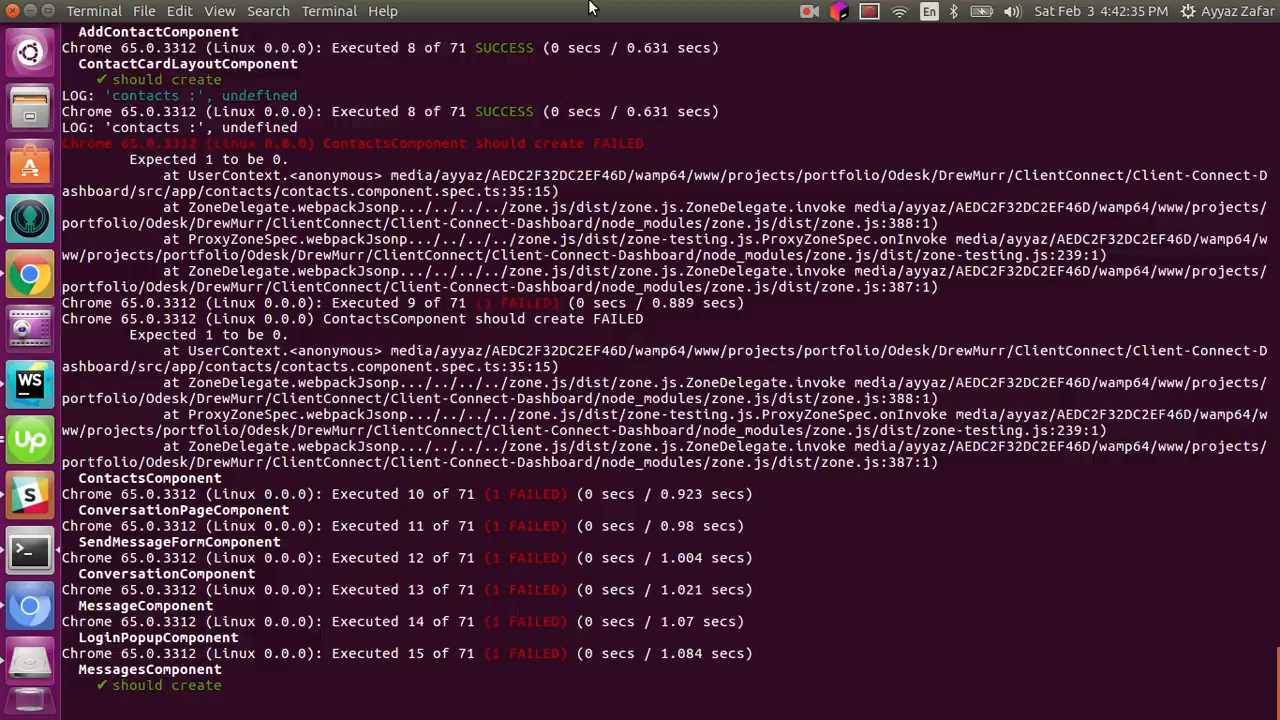 Terminal File Edit View Search Terminal Help En Sat Feb 3 4:42:35 PM Ayyaz Zafar
AddContactComponent
Chrome 65.0.3312 (Linux 0.0.0): Executed 8 of 71 SUCCESS (0 secs / 0.631 secs)
ContactCardLayoutComponent
✔ should create
LOG: 'contacts :', undefined
Chrome 65.0.3312 (Linux 0.0.0): Executed 8 of 71 SUCCESS (0 secs / 0.631 secs)
LOG: 'contacts :', undefined
Chrome 65.0.3312 (Linux 0.0.0) ContactsComponent should create FAILED
Expected 1 to be 0.
at UserContext.<anonymous> media/ayyaz/AEDC2F32DC2EF46D/wamp64/www/projects/portfolio/Odesk/DrewMurr/ClientConnect/Client-Connect-D
ashboard/src/app/contacts/contacts.component.spec.ts:35:15)
at ZoneDelegate.webpackJsonp.../../../../zone.js/dist/zone.js.ZoneDelegate.invoke media/ayyaz/AEDC2F32DC2EF46D/wamp64/www/projects/
portfolio/Odesk/DrewMurr/ClientConnect/Client-Connect-Dashboard/node_modules/zone.js/dist/zone.js:388:1)
at ProxyZoneSpec.webpackJsonp.../../../../zone.js/dist/zone-testing.js.ProxyZoneSpec.onInvoke media/ayyaz/AEDC2F32DC2EF46D/wamp64/w
ww/projects/portfolio/Odesk/DrewMurr/ClientConnect/Client-Connect-Dashboard/node_modules/zone.js/dist/zone-testing.js:239:1)
at ZoneDelegate.webpackJsonp.../../../../zone.js/dist/zone.js.ZoneDelegate.invoke media/ayyaz/AEDC2F32DC2EF46D/wamp64/www/projects/
portfolio/Odesk/DrewMurr/ClientConnect/Client-Connect-Dashboard/node_modules/zone.js/dist/zone.js:387:1)
Chrome 65.0.3312 (Linux 0.0.0): Executed 9 of 71 (1 FAILED) (0 secs / 0.889 secs)
Chrome 65.0.3312 (Linux 0.0.0) ContactsComponent should create FAILED
Expected 1 to be 0.
at UserContext.<anonymous> media/ayyaz/AEDC2F32DC2EF46D/wamp64/www/projects/portfolio/Odesk/DrewMurr/ClientConnect/Client-Connect-D
ashboard/src/app/contacts/contacts.component.spec.ts:35:15)
at ZoneDelegate.webpackJsonp.../../../../zone.js/dist/zone.js.ZoneDelegate.invoke media/ayyaz/AEDC2F32DC2EF46D/wamp64/www/projects/
portfolio/Odesk/DrewMurr/ClientConnect/Client-Connect-Dashboard/node_modules/zone.js/dist/zone.js:388:1)
at ProxyZoneSpec.webpackJsonp.../../../../zone.js/dist/zone-testing.js.ProxyZoneSpec.onInvoke media/ayyaz/AEDC2F32DC2EF46D/wamp64/w
ww/projects/portfolio/Odesk/DrewMurr/ClientConnect/Client-Connect-Dashboard/node_modules/zone.js/dist/zone-testing.js:239:1)
at ZoneDelegate.webpackJsonp.../../../../zone.js/dist/zone.js.ZoneDelegate.invoke media/ayyaz/AEDC2F32DC2EF46D/wamp64/www/projects/
portfolio/Odesk/DrewMurr/ClientConnect/Client-Connect-Dashboard/node_modules/zone.js/dist/zone.js:387:1)
ContactsComponent
Chrome 65.0.3312 (Linux 0.0.0): Executed 10 of 71 (1 FAILED) (0 secs / 0.923 secs)
ConversationPageComponent
Chrome 65.0.3312 (Linux 0.0.0): Executed 11 of 71 (1 FAILED) (0 secs / 0.98 secs)
SendMessageFormComponent
Chrome 65.0.3312 (Linux 0.0.0): Executed 12 of 71 (1 FAILED) (0 secs / 1.004 secs)
ConversationComponent
Chrome 65.0.3312 (Linux 0.0.0): Executed 13 of 71 (1 FAILED) (0 secs / 1.021 secs)
MessageComponent
Chrome 65.0.3312 (Linux 0.0.0): Executed 14 of 71 (1 FAILED) (0 secs / 1.07 secs)
LoginPopupComponent
Chrome 65.0.3312 (Linux 0.0.0): Executed 15 of 71 (1 FAILED) (0 secs / 1.084 secs)
MessagesComponent
✔ should create
WS
up
S